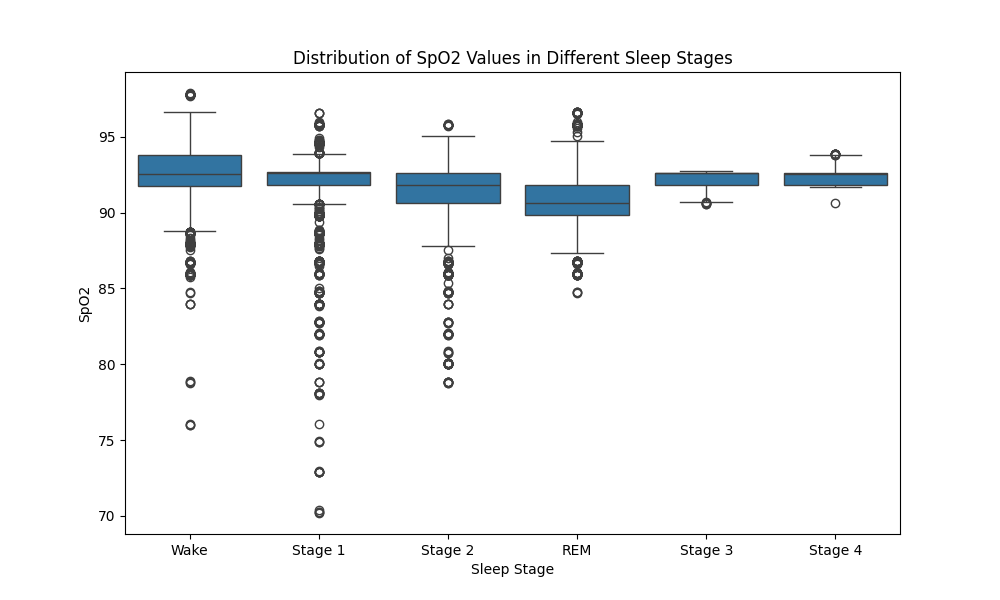 Distribution of SpO2 Values in Different Sleep Stages
95
90
85
80
75
70
SpO2
Wake
Stage 1
Stage 2
REM
Stage 3
Stage 4
Sleep Stage